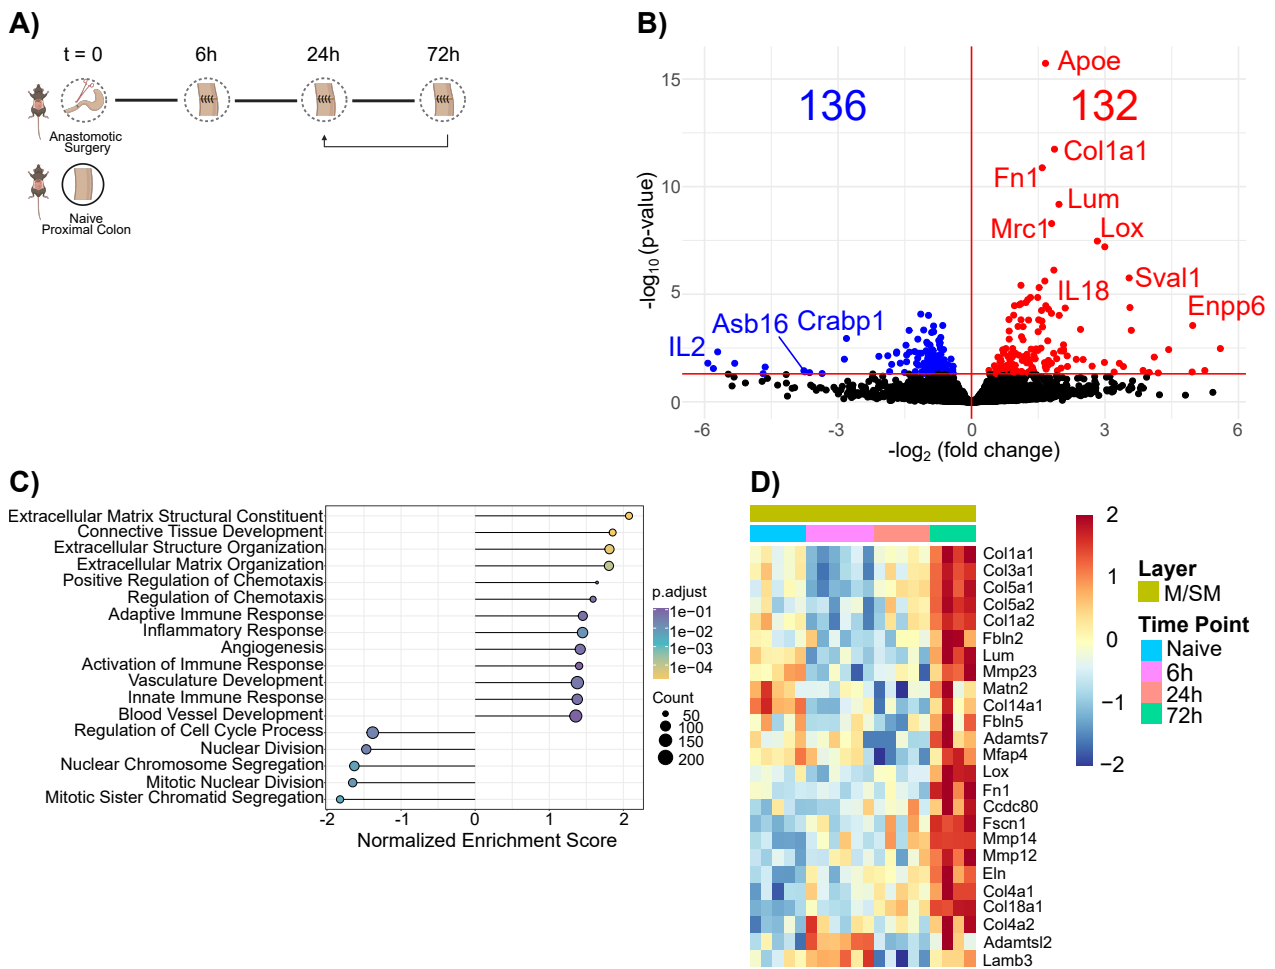 A)
t = 0
6h
24h
72h
Anastomotic
Surgery
Naive
Proximal Colon
B)
136
132
Apoe
Col1a1
Fn1
Lum
Mrc1
Lox
IL18
Sval1
Enpp6
Asb16
Crabp1
IL2
15
10
5
0
-log10 (p-value)
-6
-3
0
3
6
-log2 (fold change)
C)
Extracellular Matrix Structural Constituent
Connective Tissue Development
Extracellular Structure Organization
Extracellular Matrix Organization
Positive Regulation of Chemotaxis
Regulation of Chemotaxis
Adaptive Immune Response
Inflammatory Response
Angiogenesis
Activation of Immune Response
Vasculature Development
Innate Immune Response
Blood Vessel Development
Regulation of Cell Cycle Process
Nuclear Division
Nuclear Chromosome Segregation
Mitotic Nuclear Division
Mitotic Sister Chromatid Segregation
-2
-1
0
1
2
Normalized Enrichment Score
p.adjust
1e-01
1e-02
1e-03
1e-04
Count
50
100
150
200
D)
Col1a1
Col3a1
Col5a1
Col5a2
Col1a2
Fbln2
Lum
Mmp23
Matn2
Col14a1
Fbln5
Adamts7
Mfap4
Lox
Fn1
Ccdc80
Fscn1
Mmp14
Mmp12
Eln
Col4a1
Col18a1
Col4a2
Adamtsl2
Lamb3
2
1
0
−1
−2
Layer
M/SM
Time Point
Naive
6h
24h
72h